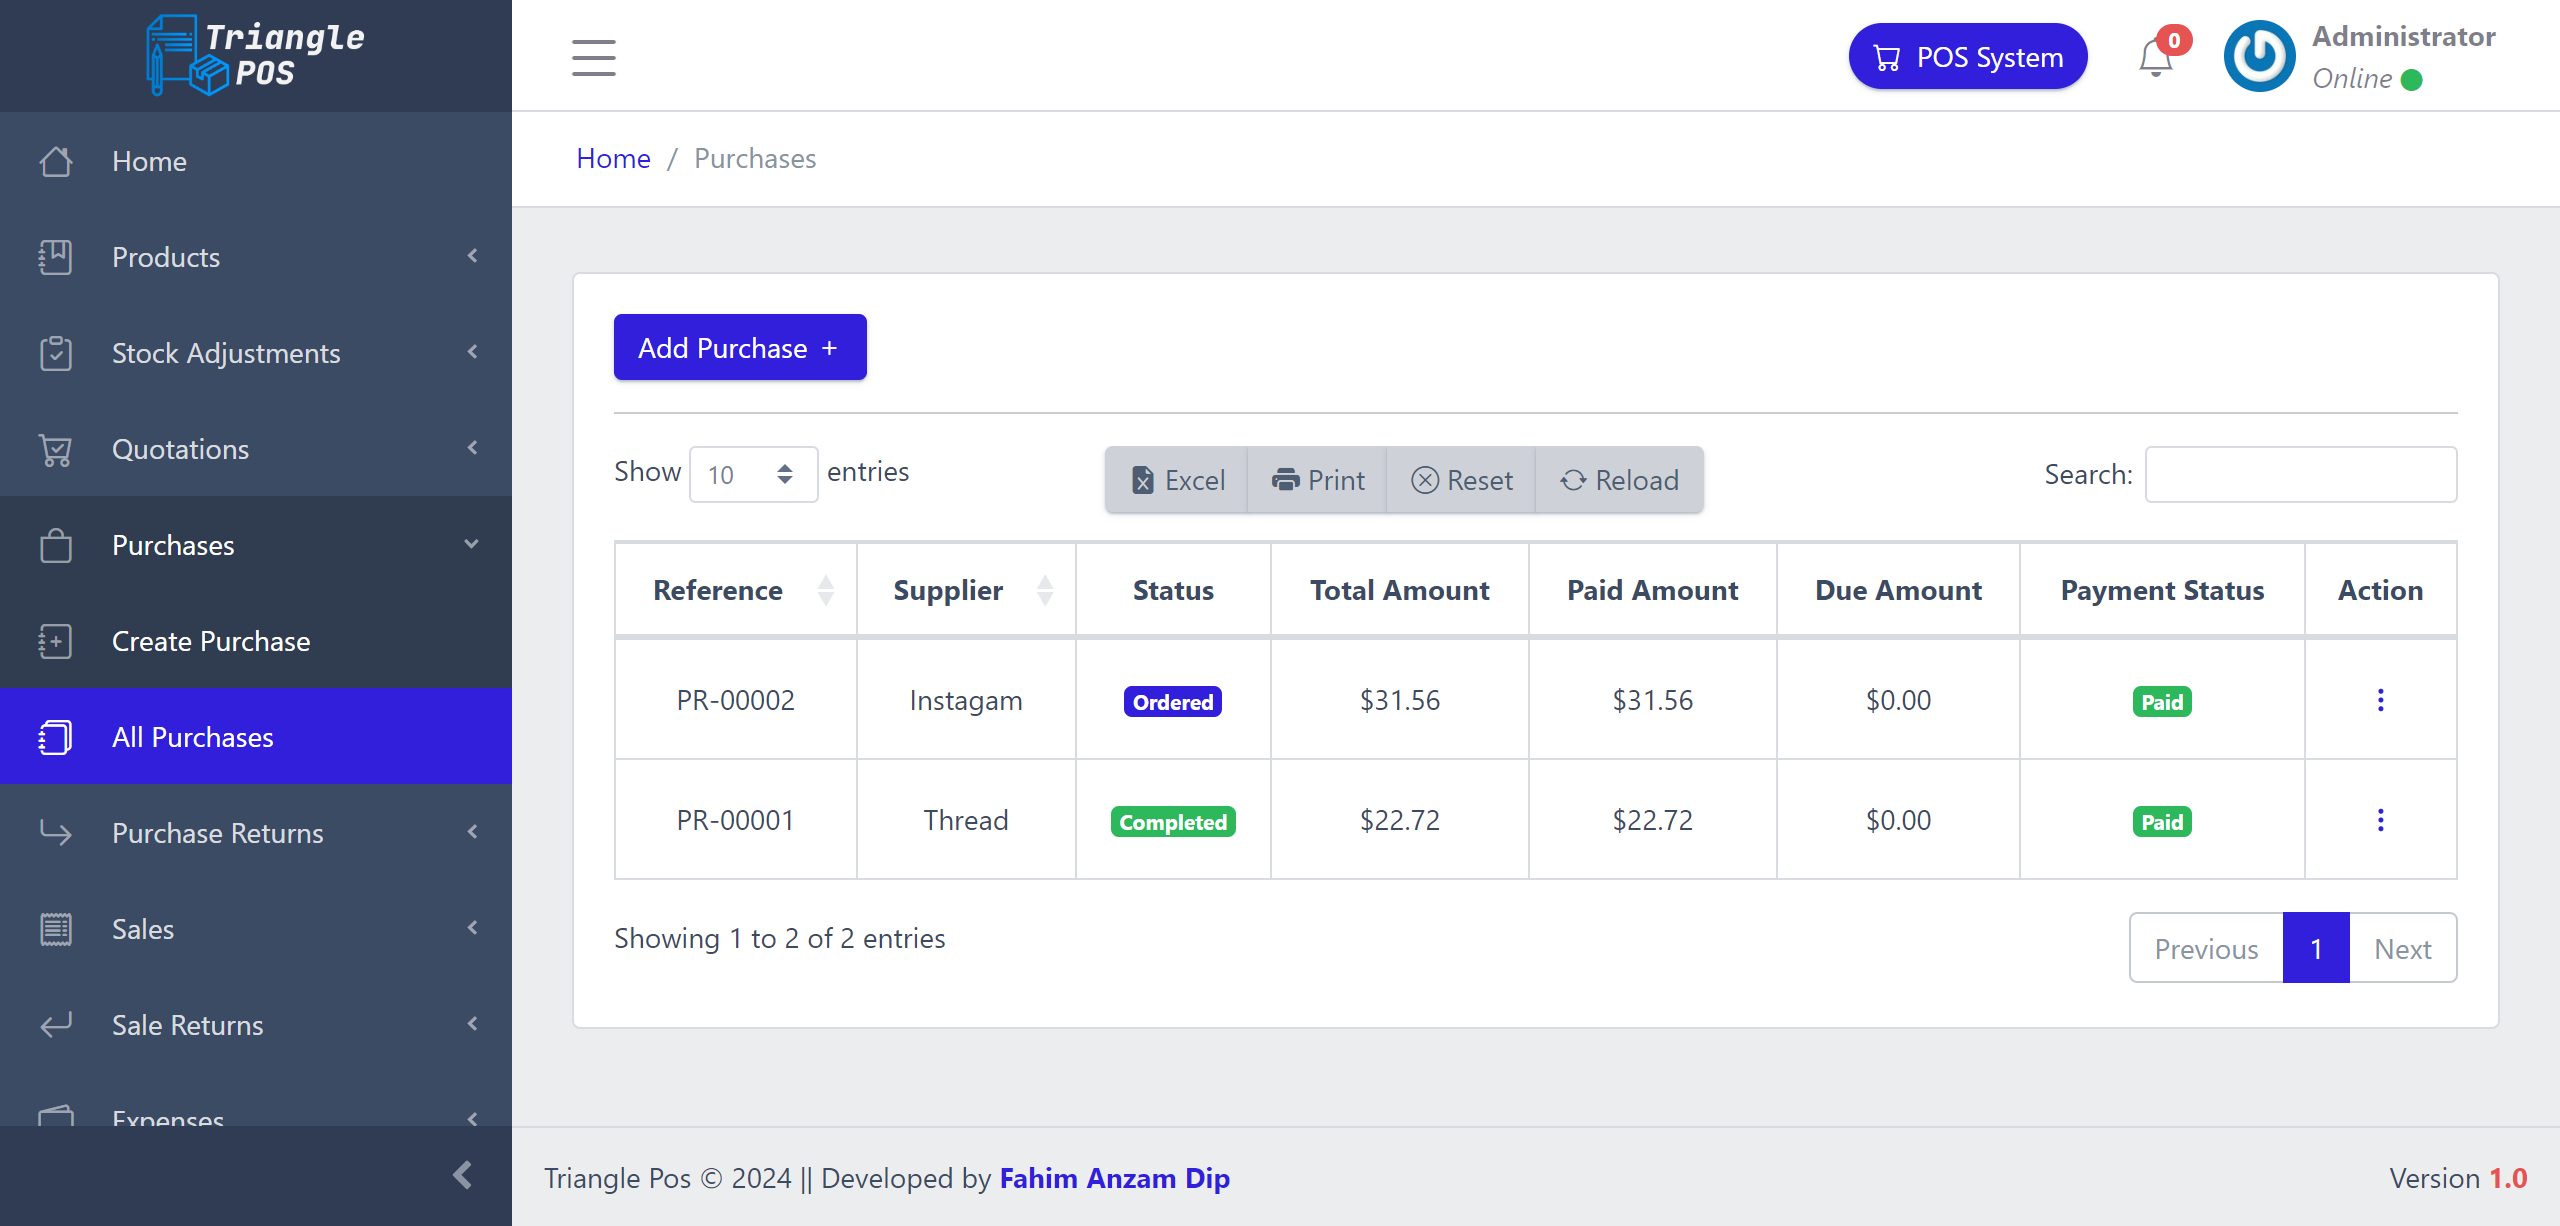 Triangle
POS
POS System
0
Administrator
Online
Home
Products
Stock Adjustments
Quotations
Purchases
Create Purchase
All Purchases
Purchase Returns
Sales
Sale Returns
Expenses
Home / Purchases
Add Purchase +
Show 10 entries
Excel Print Reset Reload
Search:
Reference Supplier Status Total Amount Paid Amount Due Amount Payment Status Action
PR-00002 Instagam Ordered $31.56 $31.56 $0.00 Paid
PR-00001 Thread Completed $22.72 $22.72 $0.00 Paid
Showing 1 to 2 of 2 entries
Previous 1 Next
Triangle Pos © 2024 || Developed by Fahim Anzam Dip
Version 1.0